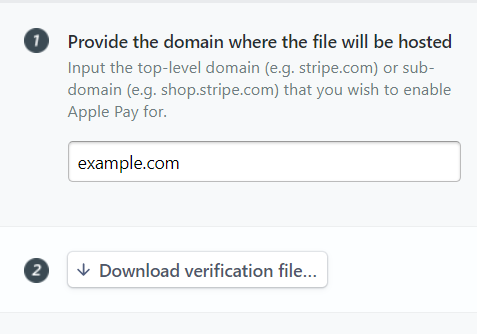 1 Provide the domain where the file will be hosted
Input the top-level domain (e.g. stripe.com) or sub-
domain (e.g. shop.stripe.com) that you wish to enable
Apple Pay for.
example.com
2 ↓ Download verification file...